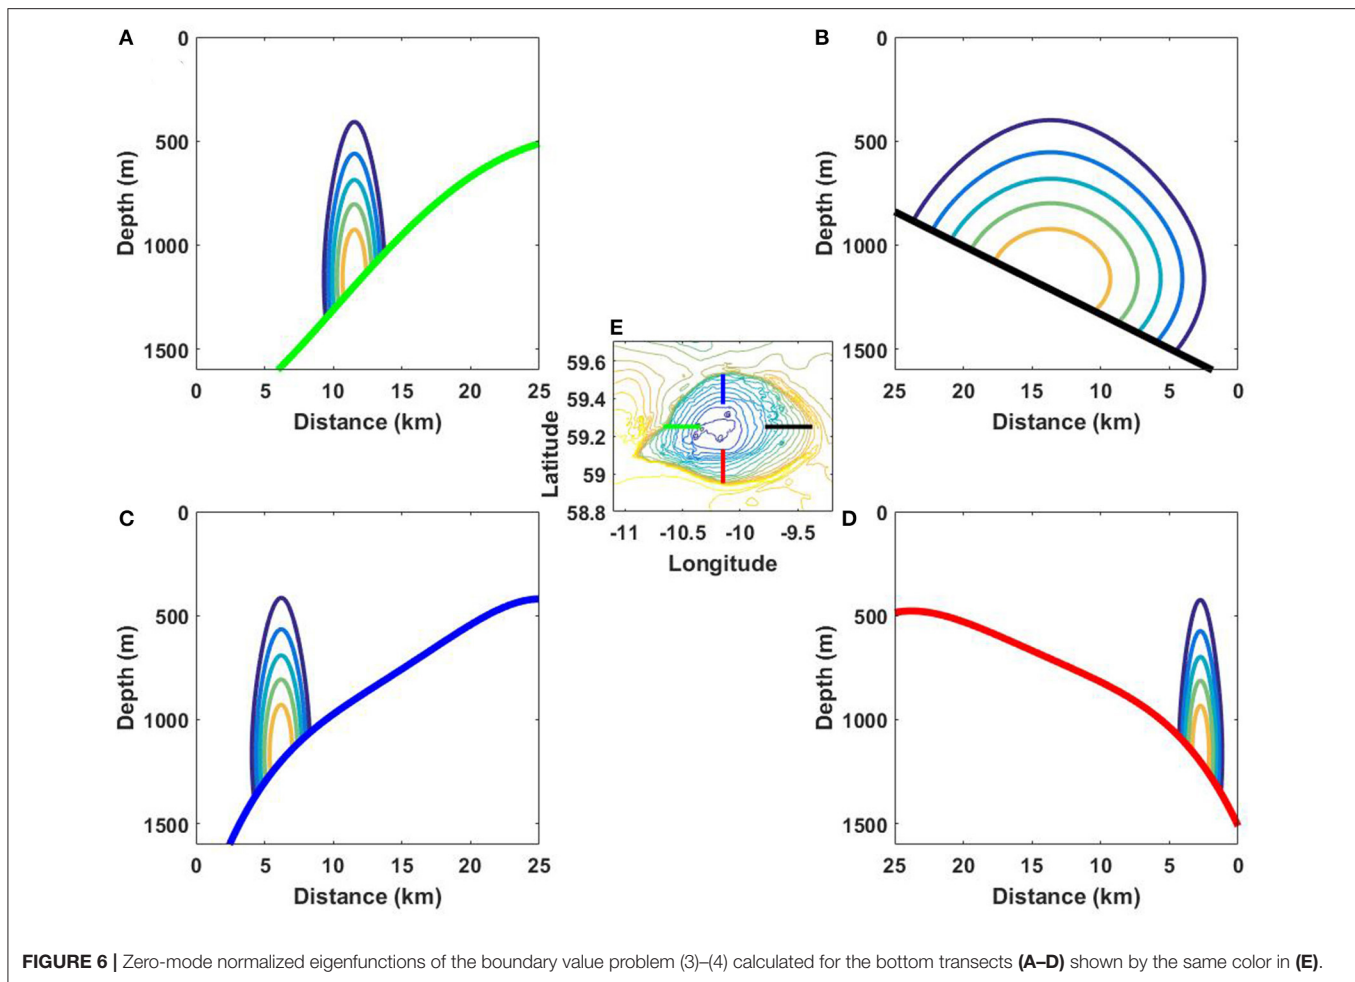 A
0
500
1000
1500
Depth (m)
0 5 10 15 20 25
Distance (km)
B
0
500
1000
1500
Depth (m)
25 20 15 10 5 0
Distance (km)
E
59.6
59.4
59.2
59
58.8
Latitude
-11 -10.5 -10 -9.5
Longitude
C
0
500
1000
1500
Depth (m)
0 5 10 15 20 25
Distance (km)
D
0
500
1000
1500
Depth (m)
25 20 15 10 5 0
Distance (km)
FIGURE 6 | Zero-mode normalized eigenfunctions of the boundary value problem (3)–(4) calculated for the bottom transects (A–D) shown by the same color in (E).